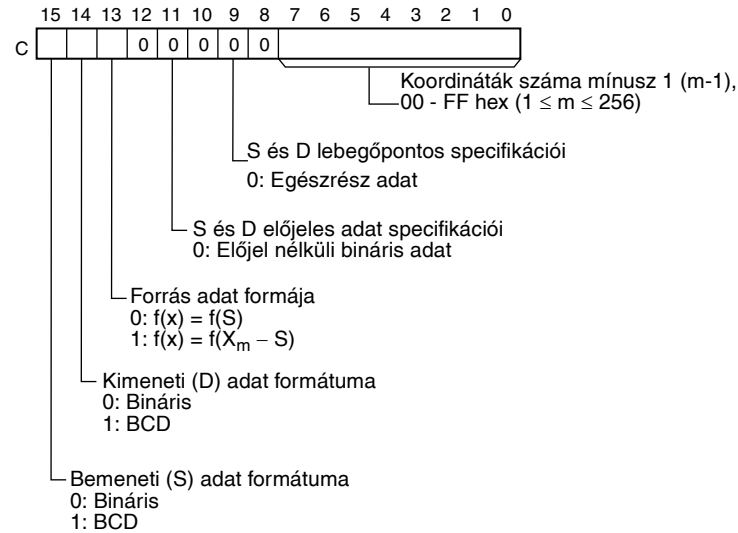 15 14 13 12 11 10 9 8 7 6 5 4 3 2 1 0
C 0 0 0 0 0
Koordináták száma mínusz 1 (m-1),
00 - FF hex (1 ≤ m ≤ 256)
S és D lebegőpontos specifikációi
0: Egészrész adat
S és D előjeles adat specifikációi
0: Előjel nélküli bináris adat
Forrás adat formája
0: f(x) = f(S)
1: f(x) = f(Xm − S)
Kimeneti (D) adat formátuma
0: Bináris
1: BCD
Bemeneti (S) adat formátuma
0: Bináris
1: BCD